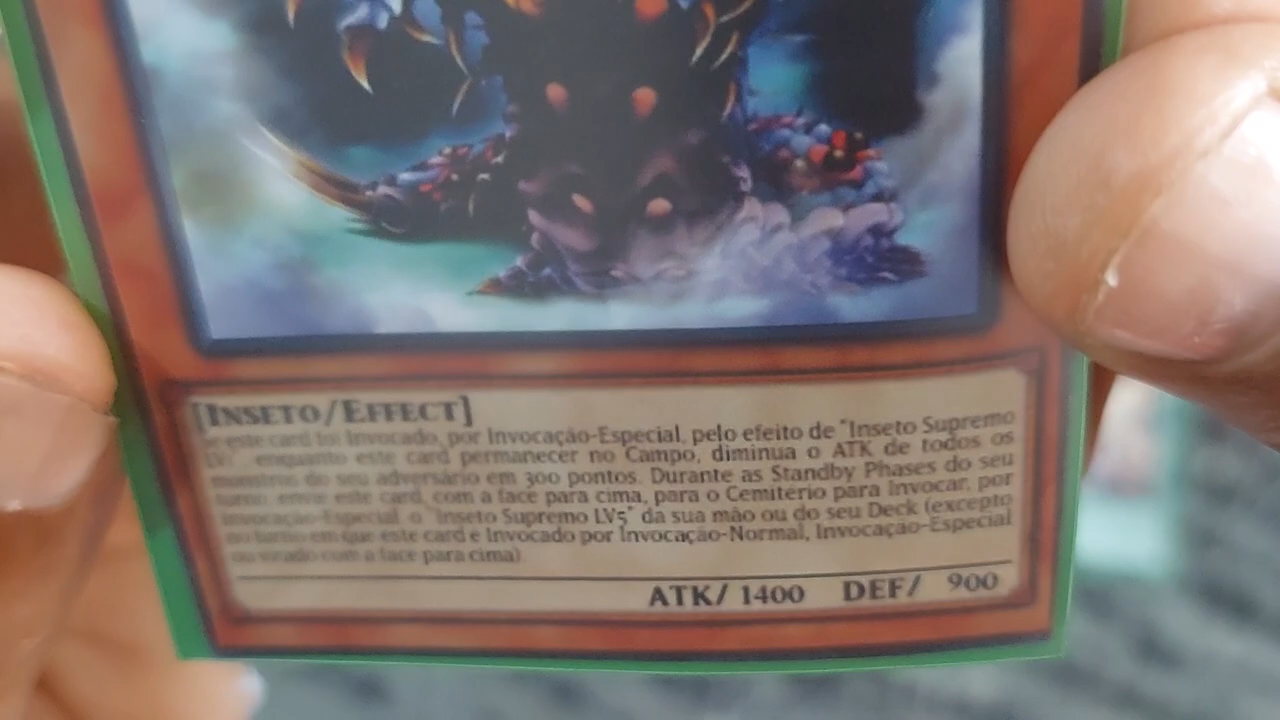 [INSETO/EFFECT]
este card foi Invocado, por Invocação-Especial, pelo efeito de "Inseto Supremo
enquanto este card permanecer no Campo, diminua o ATK de todos os
monstros do seu adversário em 300 pontos. Durante as Standby Phases do seu
turno envie este card, com a face para cima, para o Cemitério para Invocar, por
Invocação-Especial, o "Inseto Supremo LV5" da sua mão ou do seu Deck (excepto
no turno em que este card e Invocado por Invocação-Normal, Invocação-Especial
ou virado com a face para cima)
ATK/ 1400 DEF/ 900